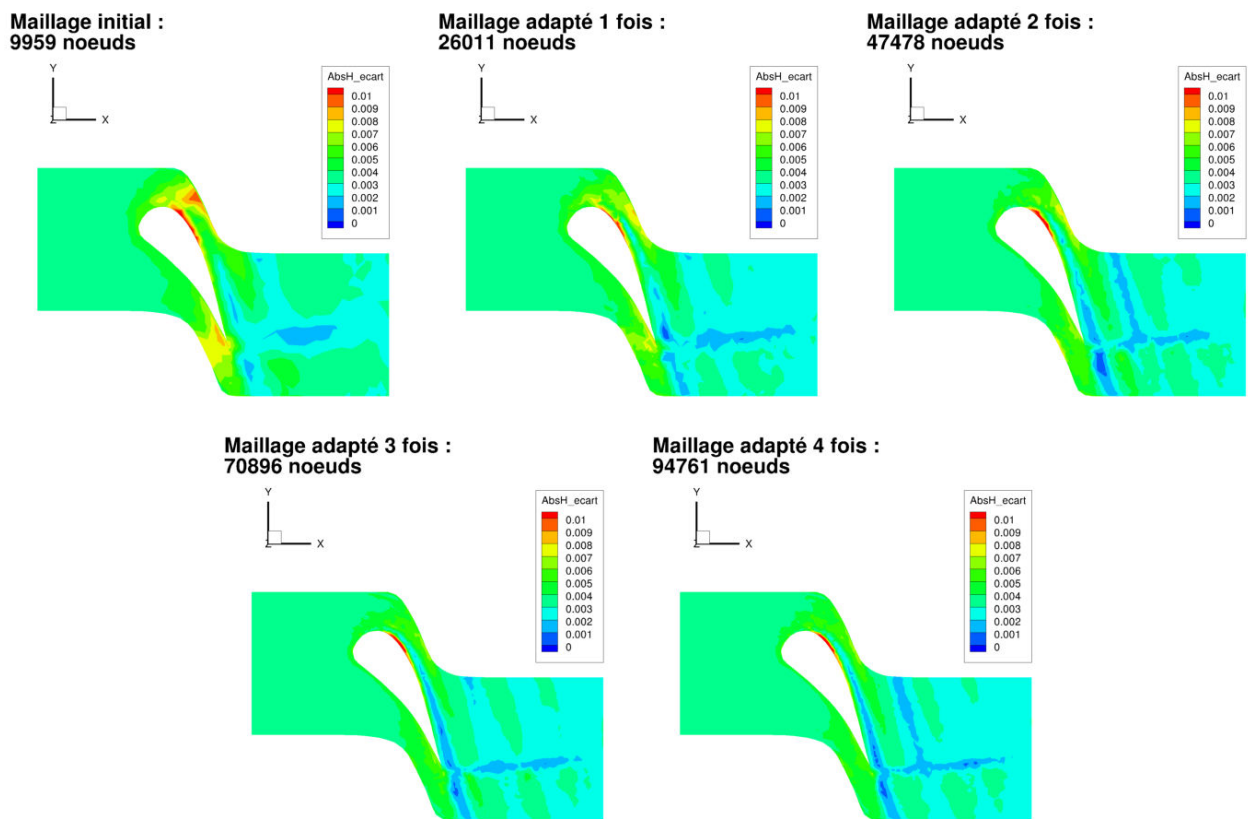 Maillage initial :
9959 noeuds
Y
Z
X
AbsH_ecart
0.01
0.009
0.008
0.007
0.006
0.005
0.004
0.003
0.002
0.001
0
Maillage adapté 1 fois :
26011 noeuds
Y
Z
X
AbsH_ecart
0.01
0.009
0.008
0.007
0.006
0.005
0.004
0.003
0.002
0.001
0
Maillage adapté 2 fois :
47478 noeuds
Y
Z
X
AbsH_ecart
0.01
0.009
0.008
0.007
0.006
0.005
0.004
0.003
0.002
0.001
0
Maillage adapté 3 fois :
70896 noeuds
Y
Z
X
AbsH_ecart
0.01
0.009
0.008
0.007
0.006
0.005
0.004
0.003
0.002
0.001
0
Maillage adapté 4 fois :
94761 noeuds
Y
Z
X
AbsH_ecart
0.01
0.009
0.008
0.007
0.006
0.005
0.004
0.003
0.002
0.001
0